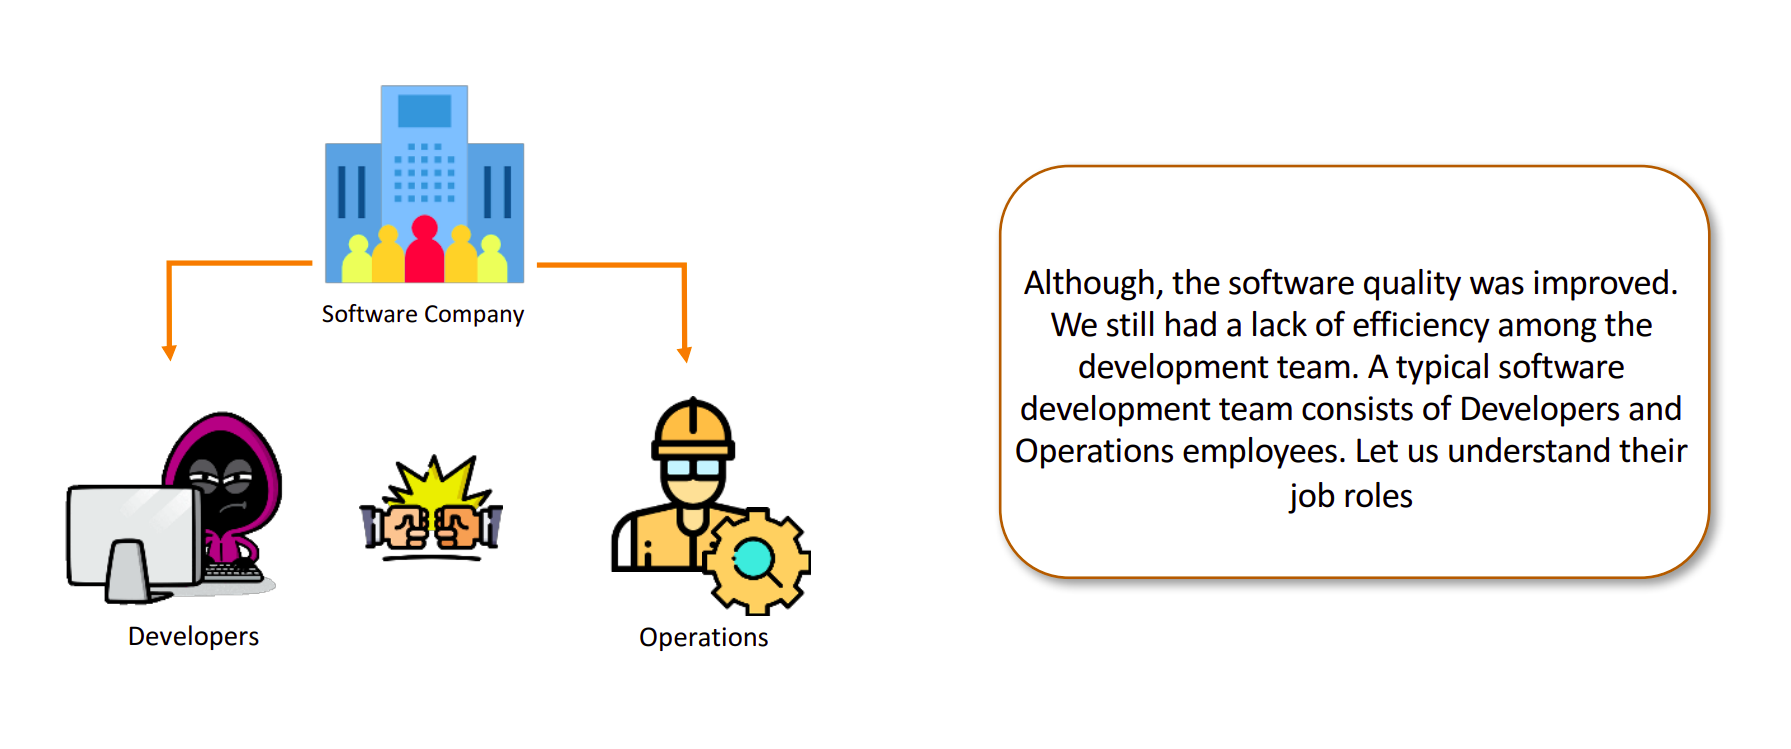 Software Company
Developers
Operations
Although, the software quality was improved.
We still had a lack of efficiency among the
development team. A typical software
development team consists of Developers and
Operations employees. Let us understand their
job roles